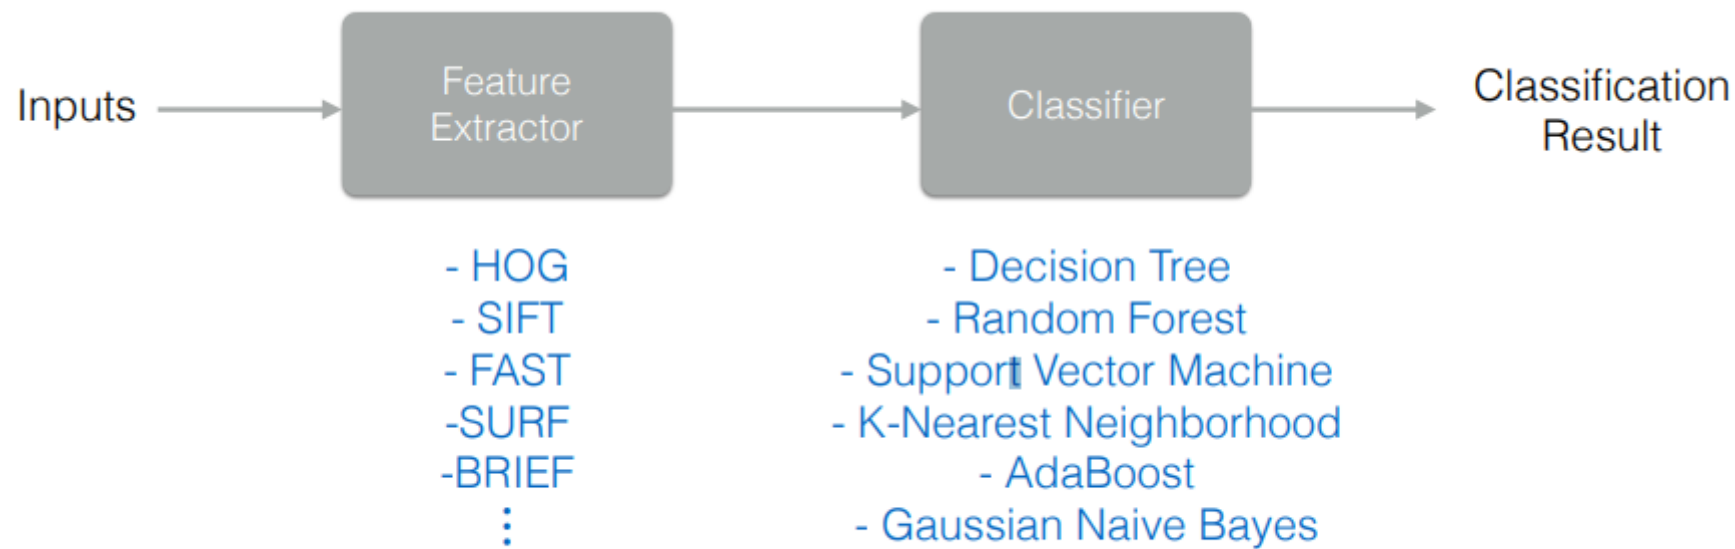 Inputs
Feature
Extractor
Classifier
Classification
Result
- HOG
- SIFT
- FAST
-SURF
-BRIEF
⋮
- Decision Tree
- Random Forest
- Support Vector Machine
- K-Nearest Neighborhood
- AdaBoost
- Gaussian Naive Bayes